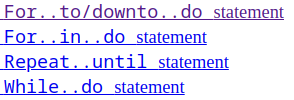 For..to/downto..do statement
For..in..do statement
Repeat..until statement
While..do statement